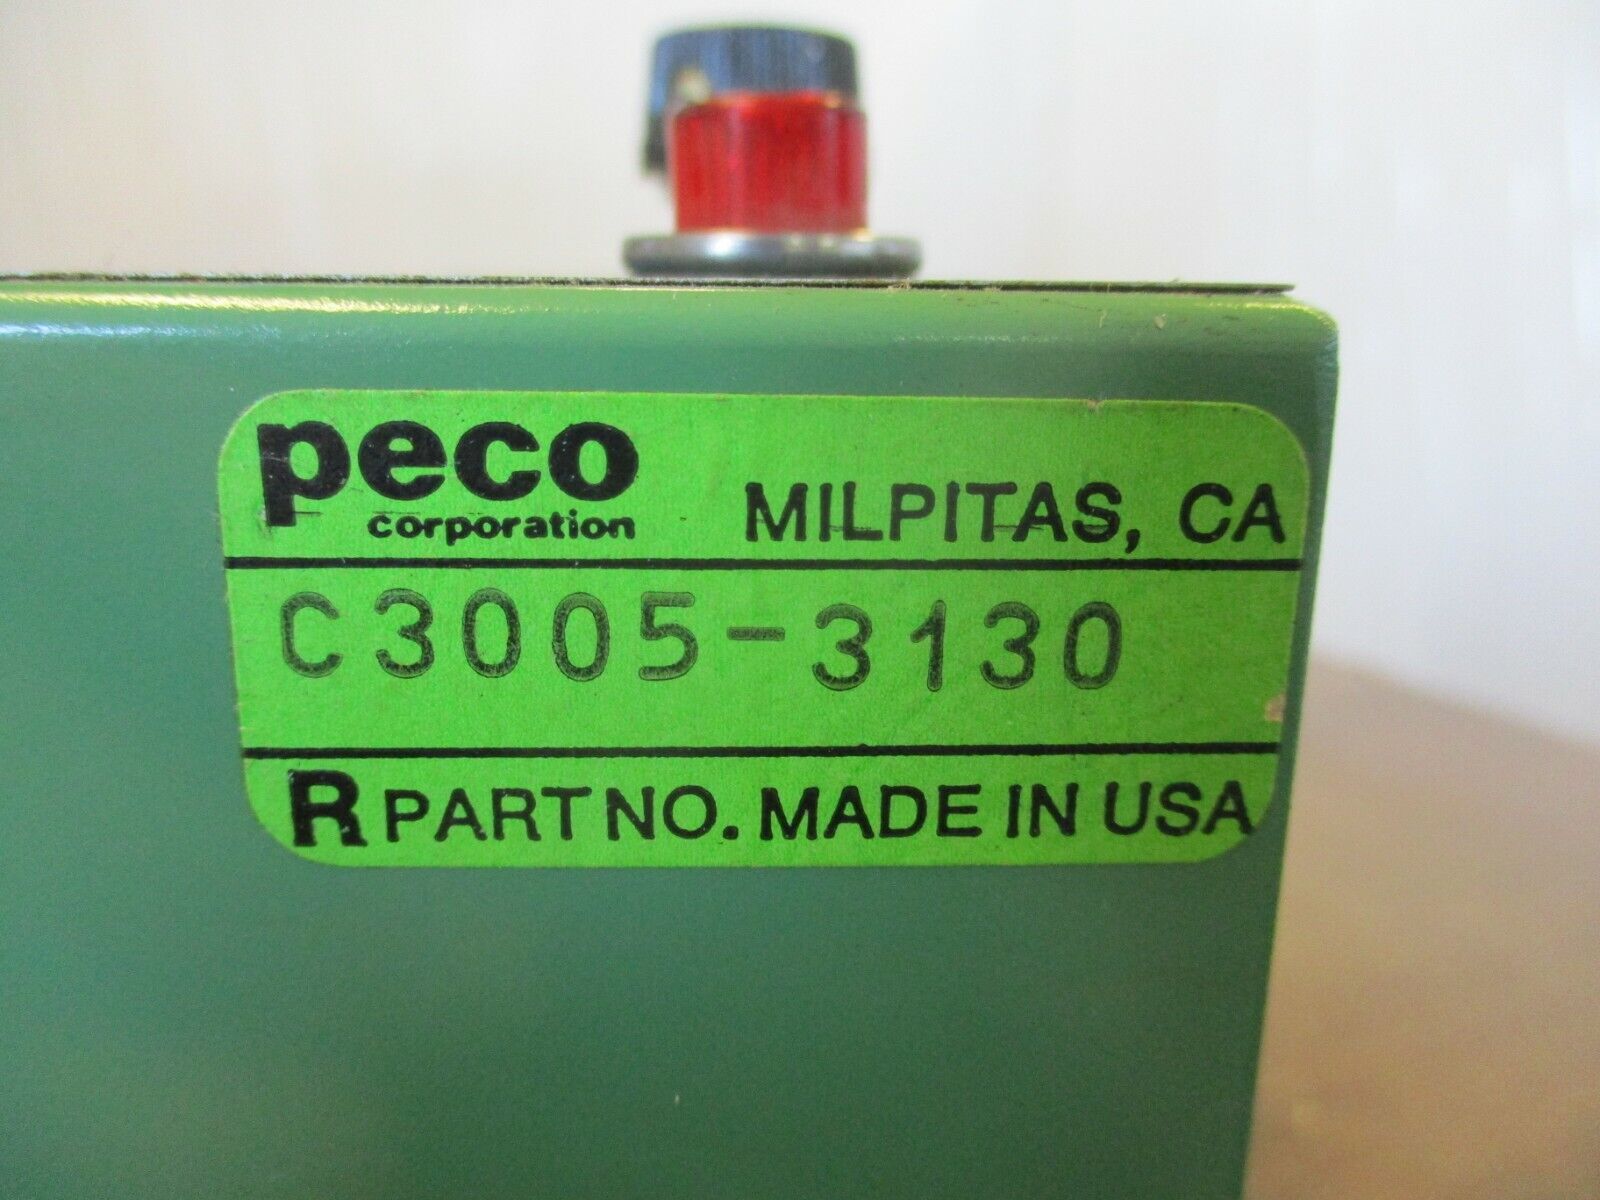 peco
corporation MILPITAS, CA
C3005-3130
R PART NO. MADE IN USA